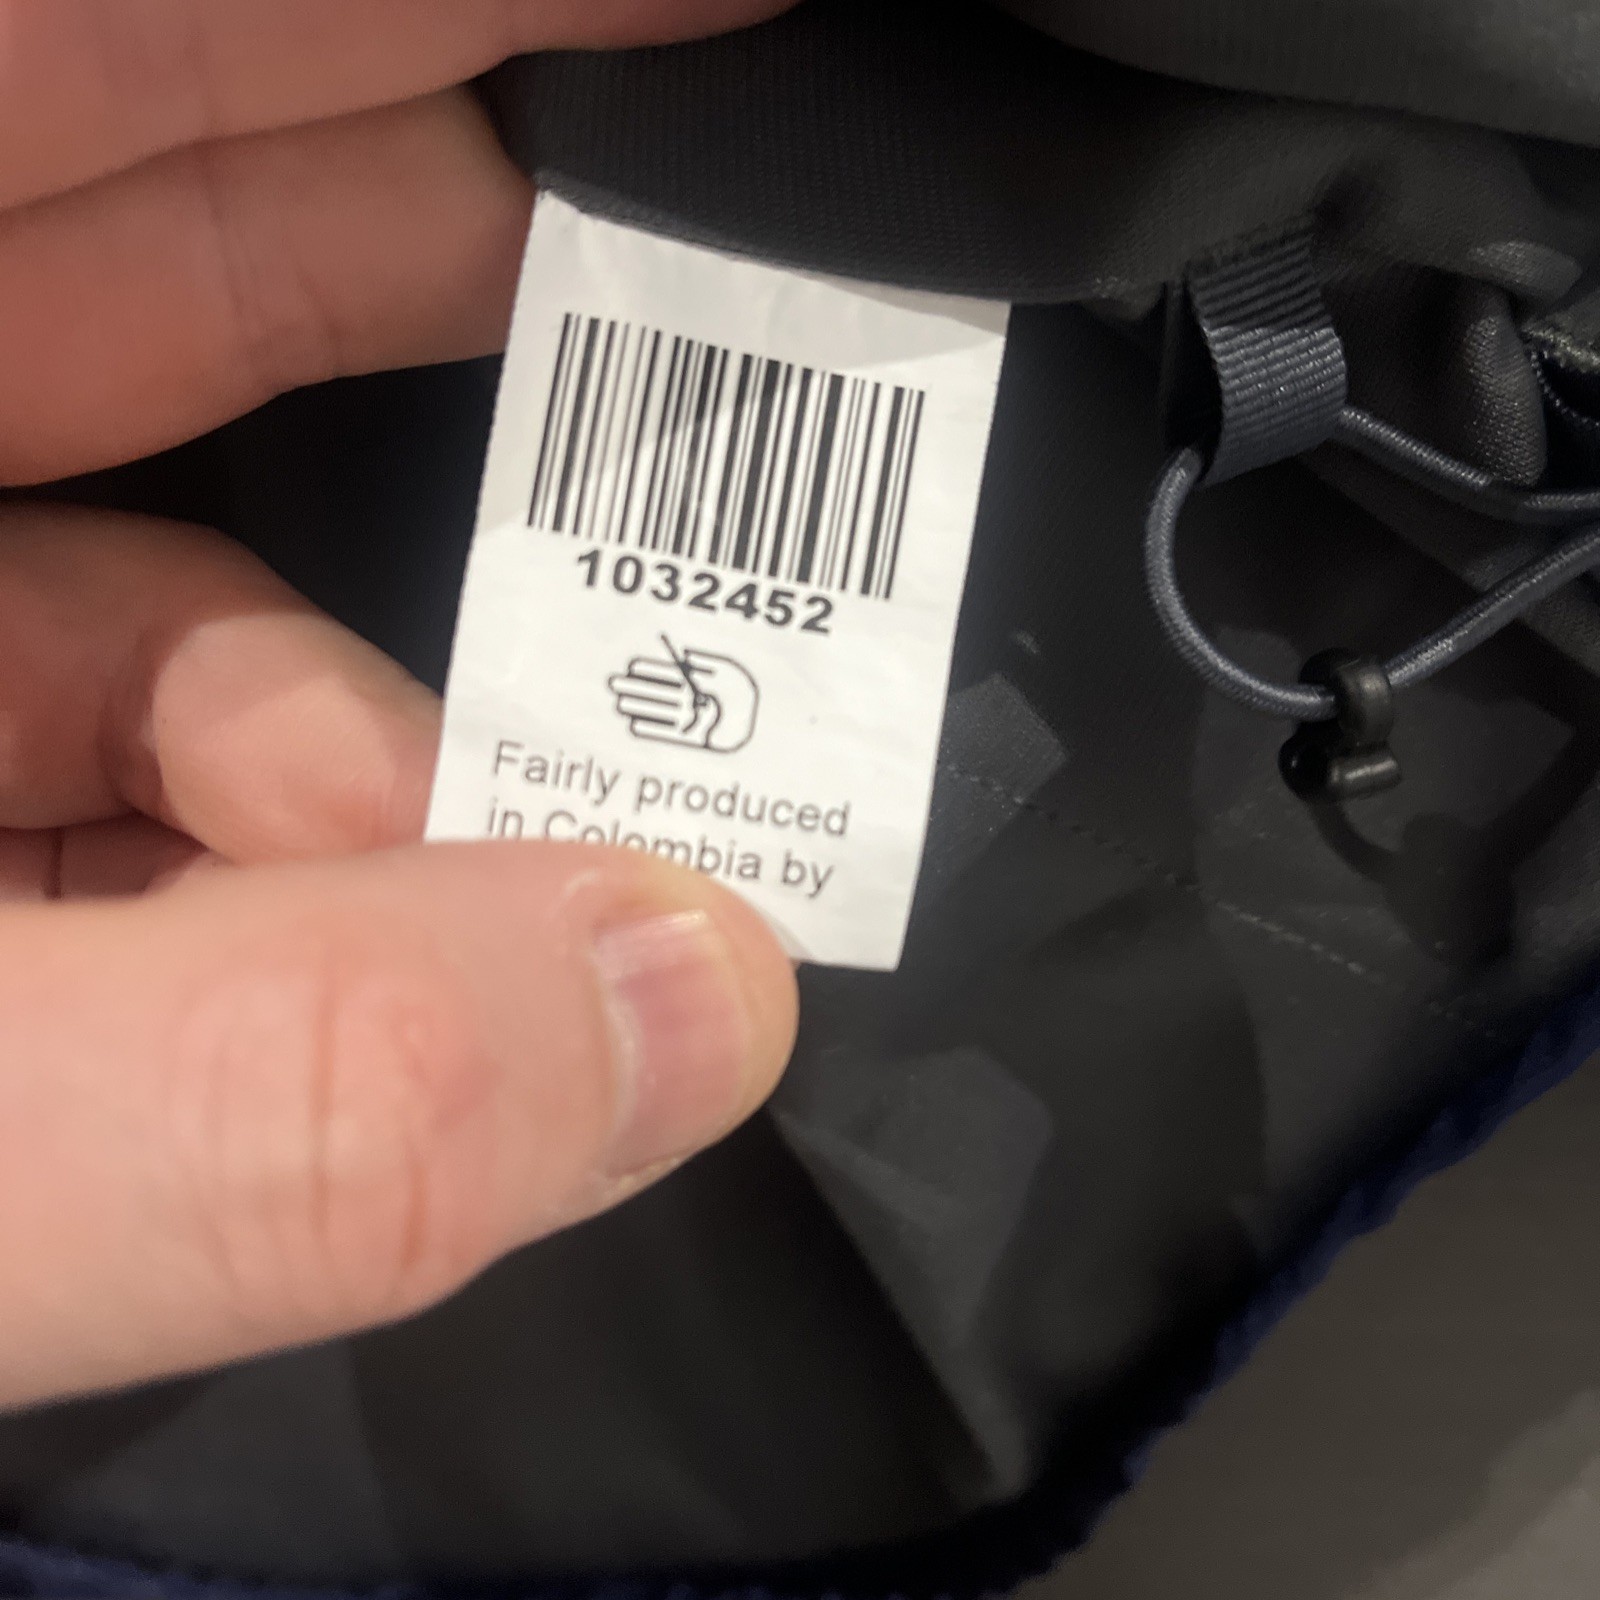 1032452
Fairly produced
in Colombia by